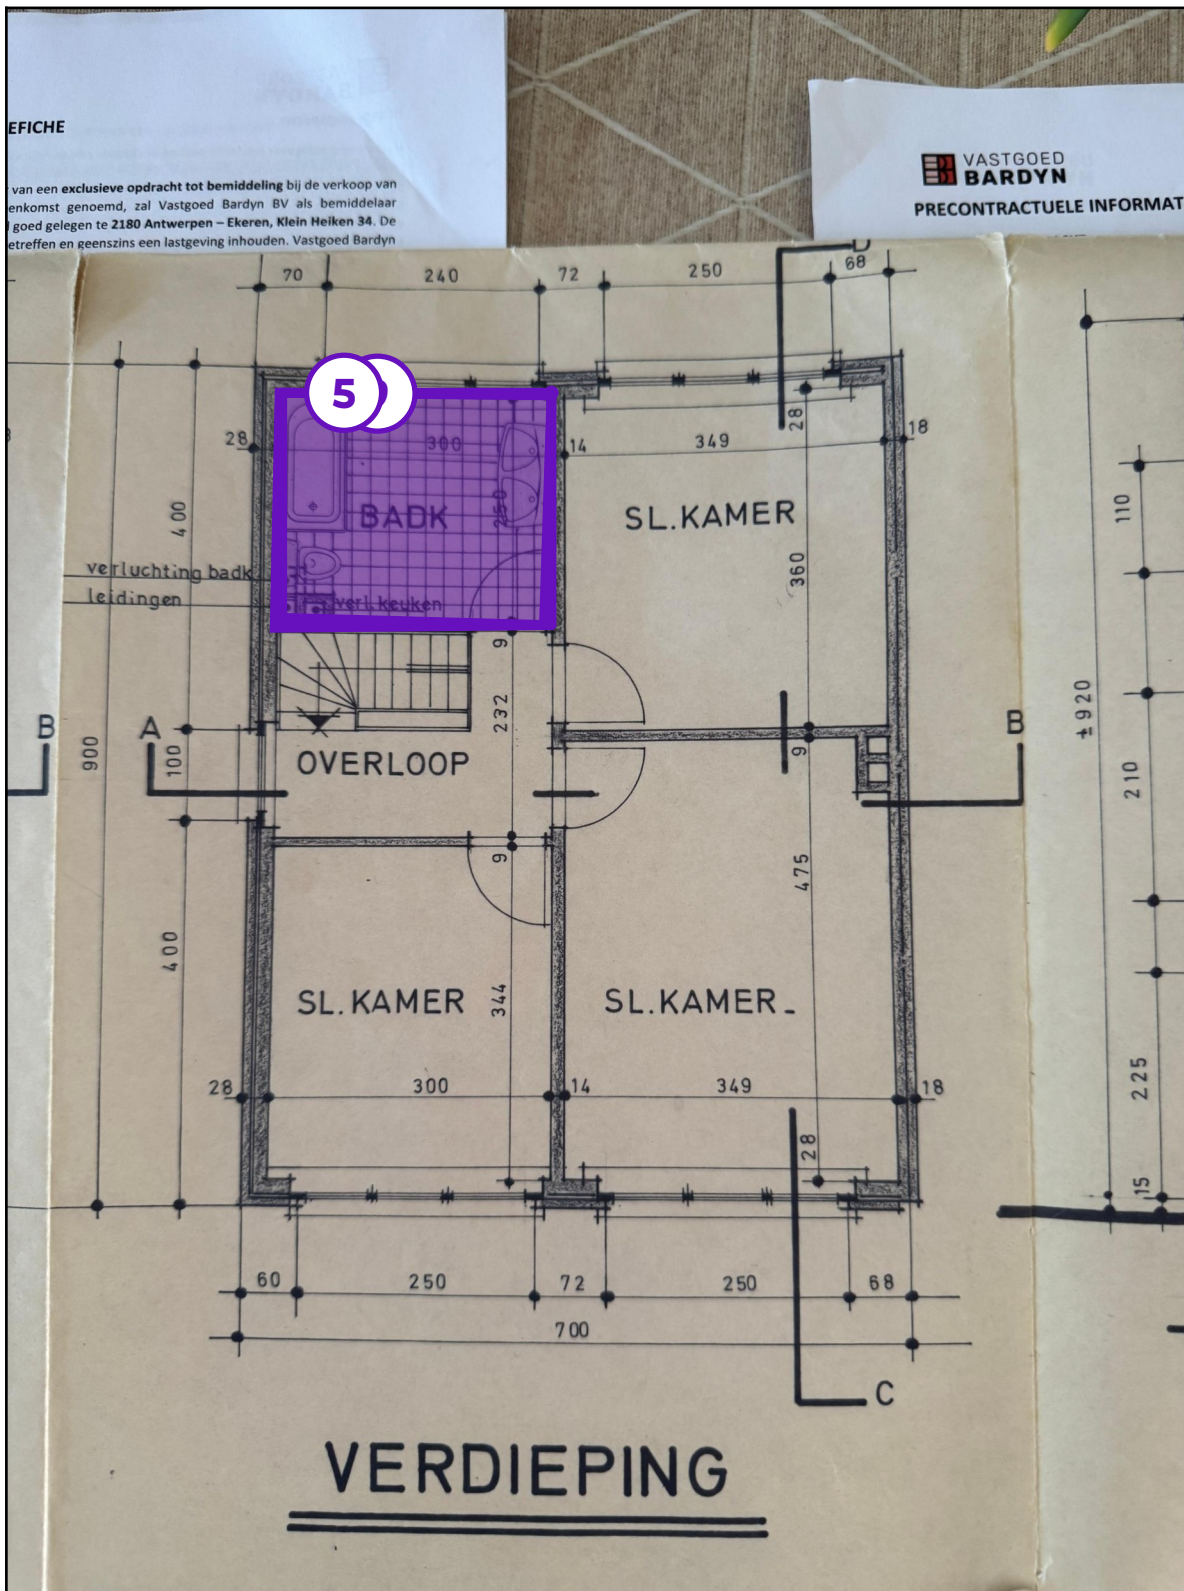 EFICHE
van een exclusieve opdracht tot bemiddeling bij de verkoop van
enkomst genoemd, zal Vastgoed Bardyn BV als bemiddelaar
goed gelegen te 2180 Antwerpen – Ekeren, Klein Heiken 34. De
etreffen en geenszins een lastgeving inhouden. Vastgoed Bardyn
VASTGOED
BARDYN
PRECONTRACTUELE INFORMAT
70 240 72 250 68
5
28 300 14 349 28 18
400 BADK 250 SL.KAMER 110
360
verluchting badk
leidingen verl. keuken
9
232
B A 900 100 OVERLOOP 9 B ±920
210
9
475
400
SL.KAMER 344 SL.KAMER
28 300 14 349 18 225
28 15
60 250 72 250 68
700
C
VERDIEPING